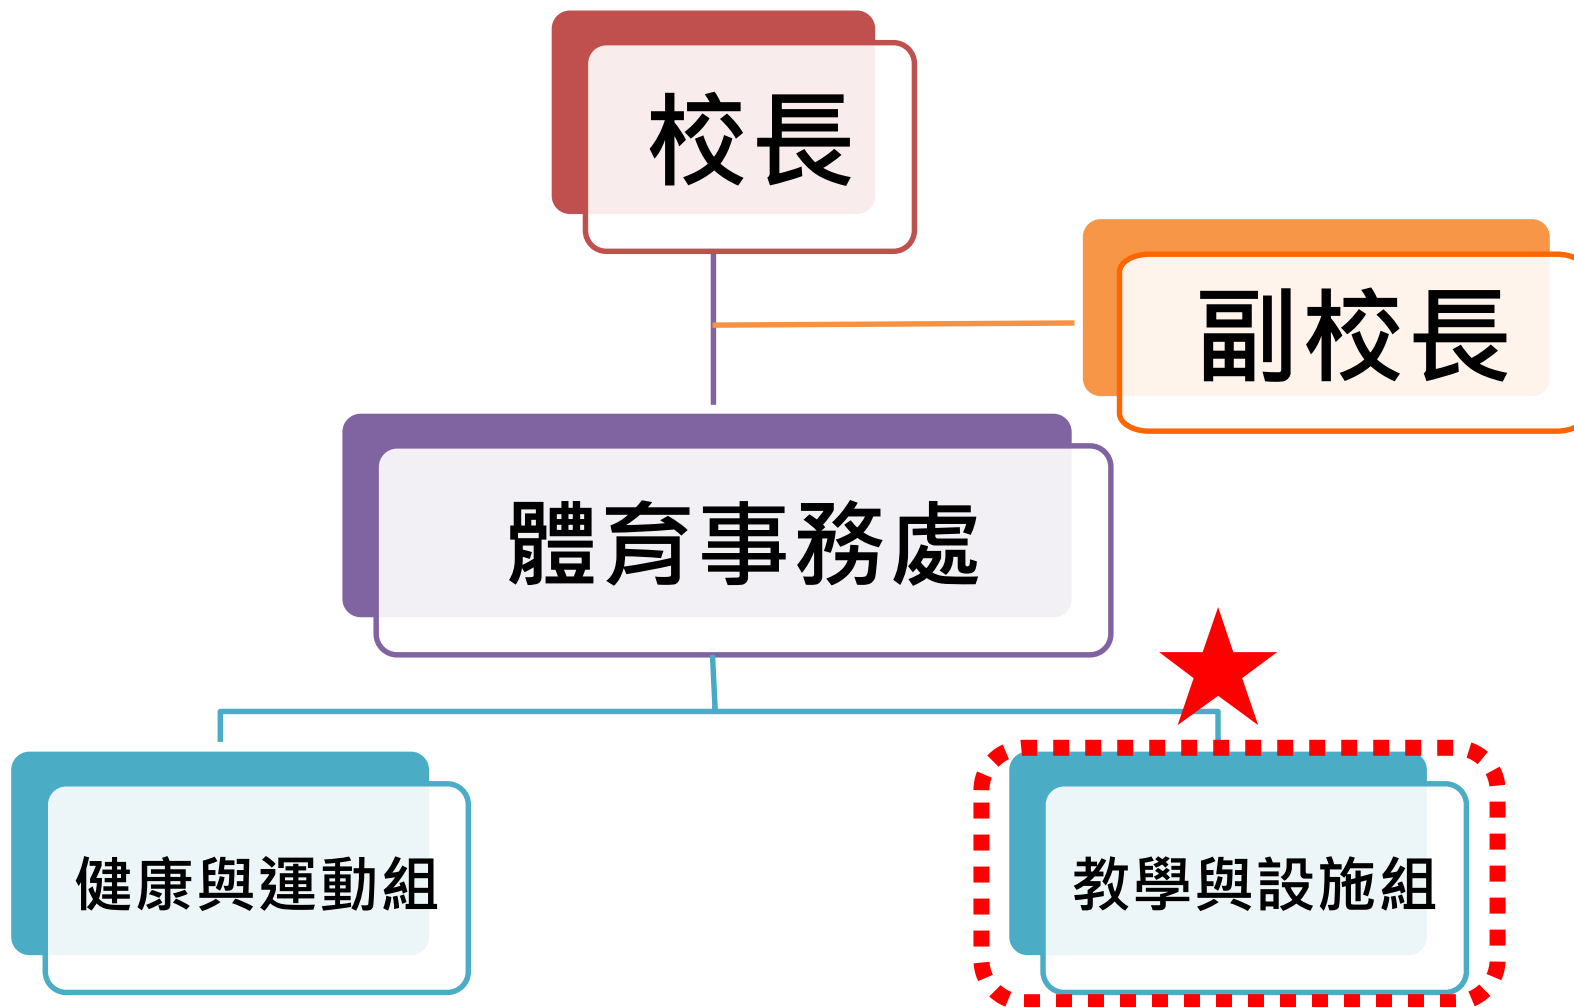 校長
副校長
體育事務處
健康與運動組
教學與設施組